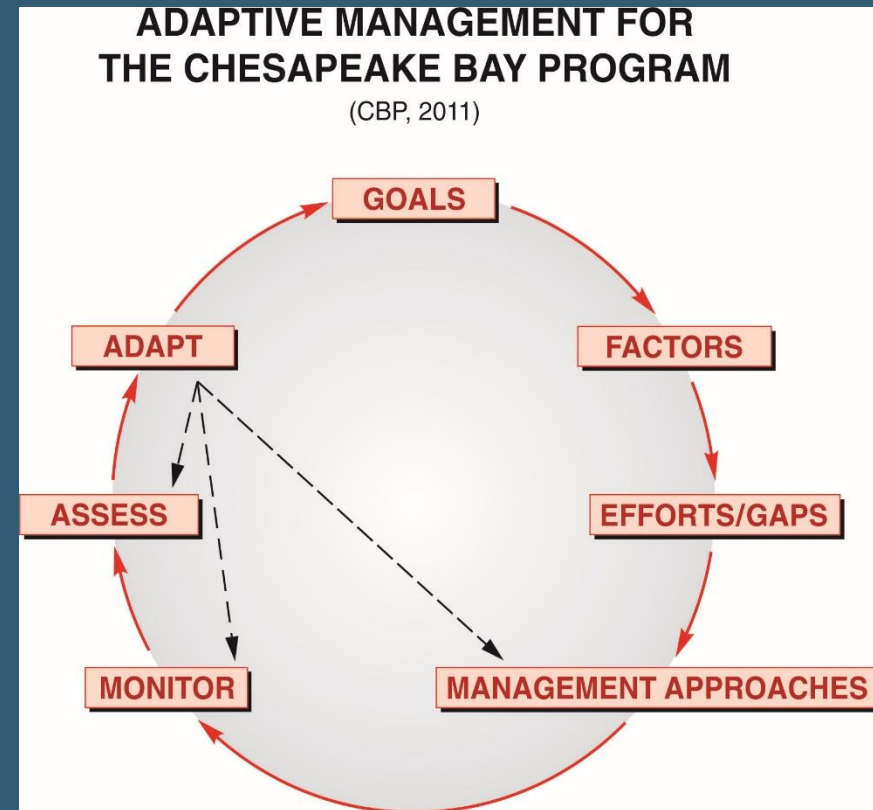 ADAPTIVE MANAGEMENT FOR
THE CHESAPEAKE BAY PROGRAM
(CBP, 2011)
GOALS
FACTORS
EFFORTS/GAPS
MANAGEMENT APPROACHES
MONITOR
ASSESS
ADAPT